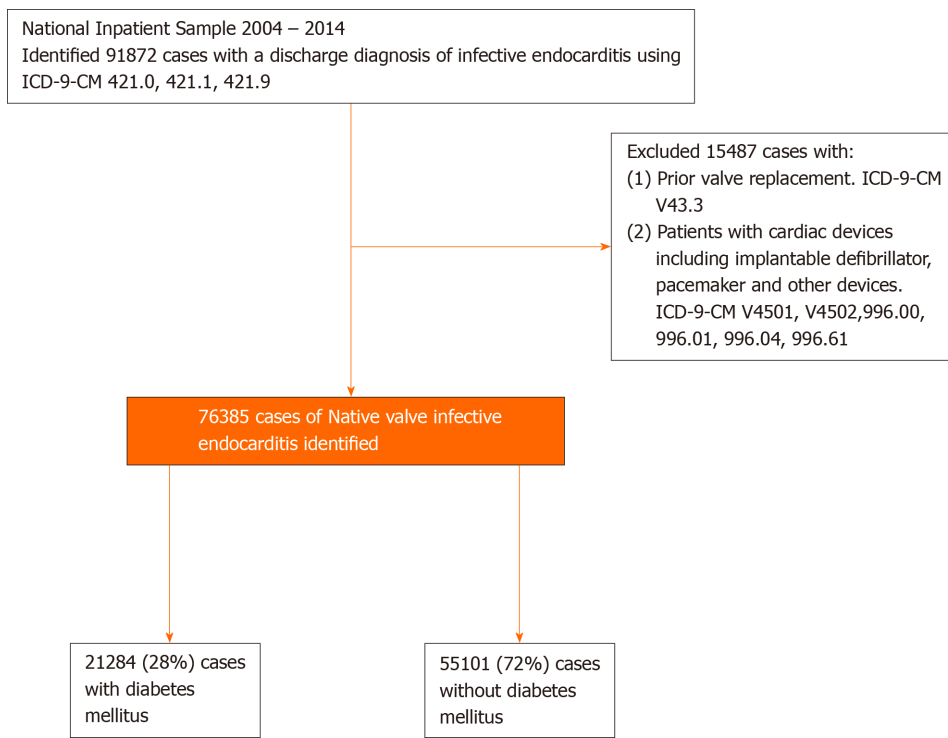 National Inpatient Sample 2004 – 2014
Identified 91872 cases with a discharge diagnosis of infective endocarditis using
ICD-9-CM 421.0, 421.1, 421.9
Excluded 15487 cases with:
(1) Prior valve replacement. ICD-9-CM
V43.3
(2) Patients with cardiac devices
including implantable defibrillator,
pacemaker and other devices.
ICD-9-CM V4501, V4502,996.00,
996.01, 996.04, 996.61
76385 cases of Native valve infective
endocarditis identified
21284 (28%) cases
with diabetes
mellitus
55101 (72%) cases
without diabetes
mellitus